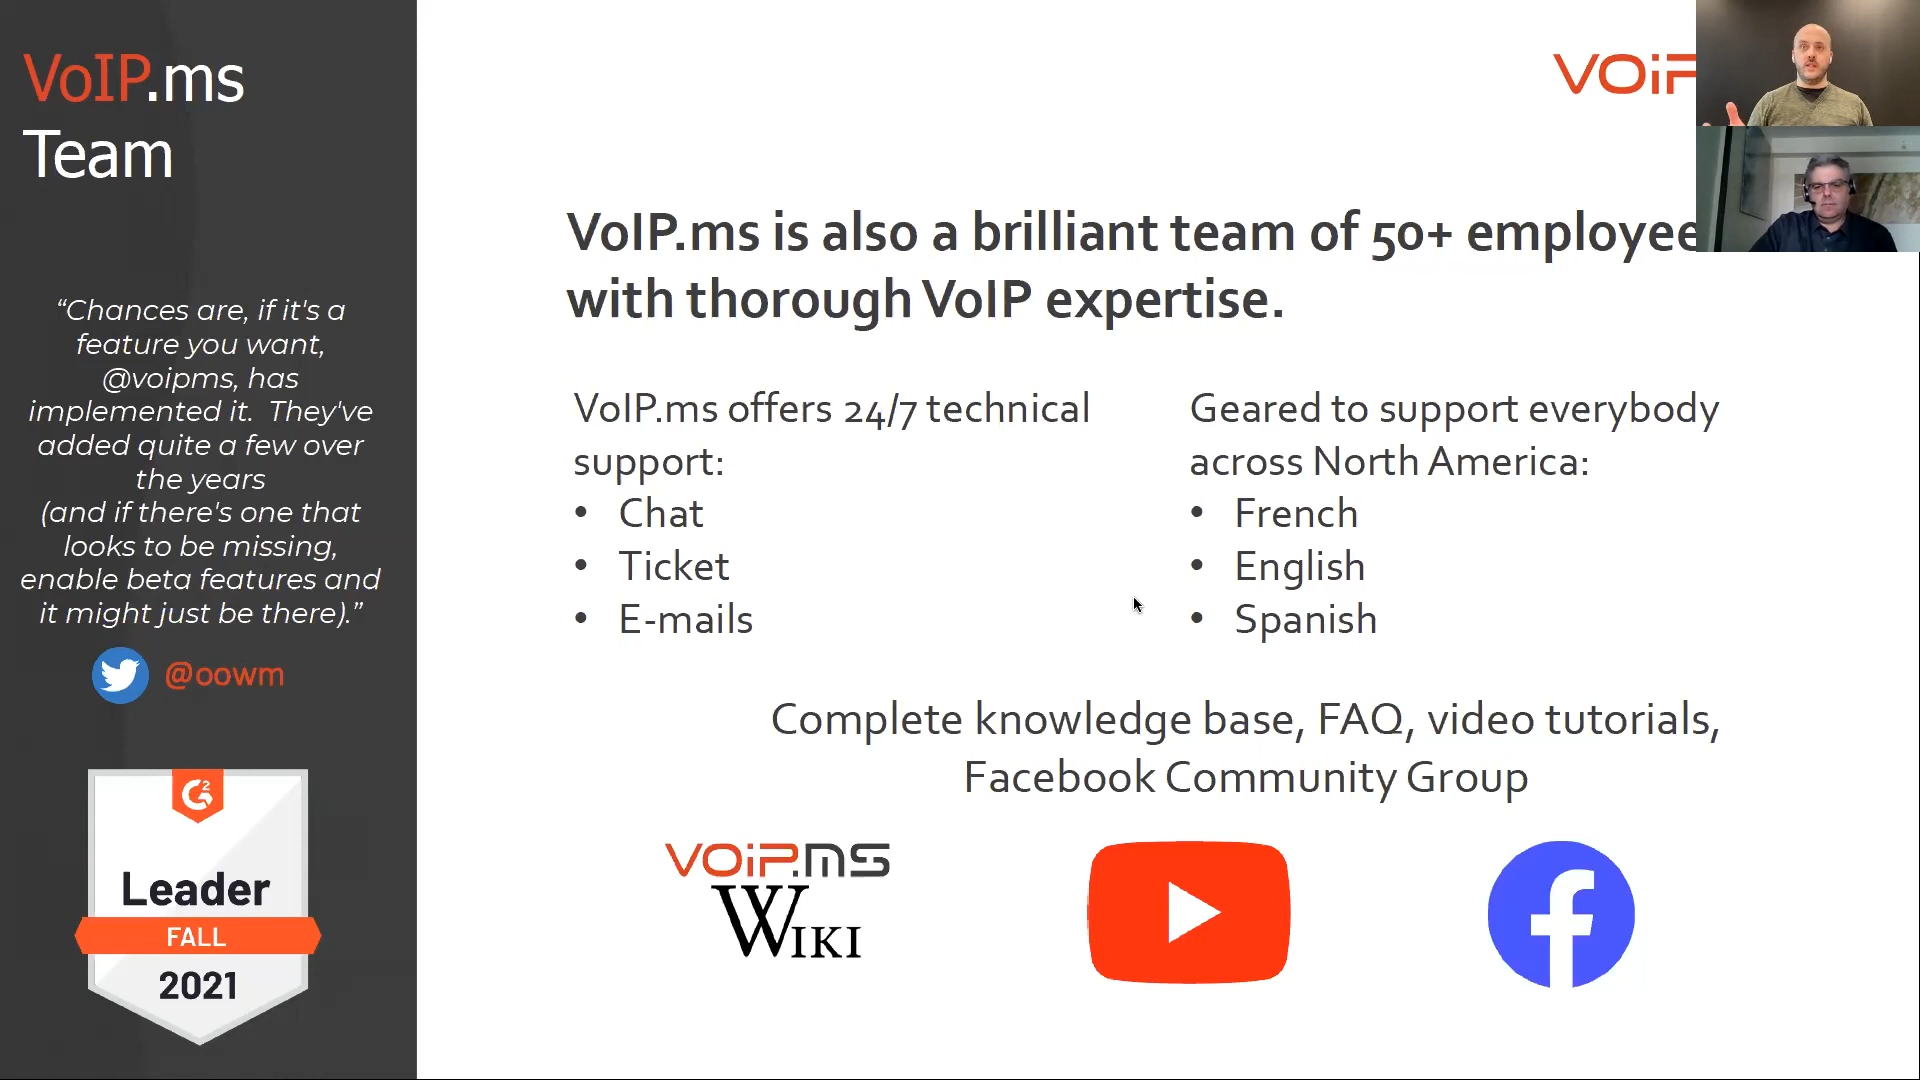 VoIP.ms
Team
“Chances are, if it's a
feature you want,
@voipms, has
implemented it. They've
added quite a few over
the years
(and if there's one that
looks to be missing,
enable beta features and
it might just be there).”
@oowm
G2
Leader
FALL
2021
VOiP
VoIP.ms is also a brilliant team of 50+ employee
with thorough VoIP expertise.
VoIP.ms offers 24/7 technical
support:
• Chat
• Ticket
• E-mails
Geared to support everybody
across North America:
• French
• English
• Spanish
Complete knowledge base, FAQ, video tutorials,
Facebook Community Group
VOiP.MS
WIKI